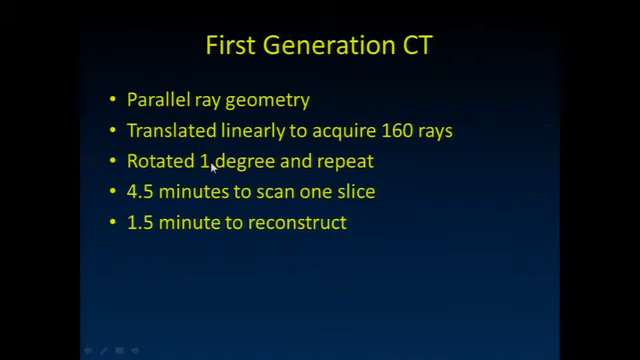 First Generation CT
• Parallel ray geometry
• Translated linearly to acquire 160 rays
• Rotated 1 degree and repeat
• 4.5 minutes to scan one slice
• 1.5 minute to reconstruct